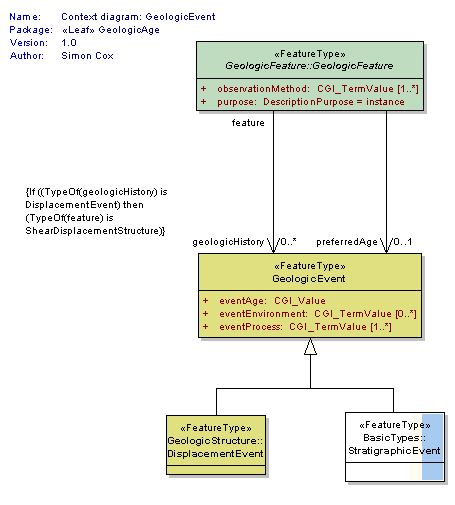 Name: Context diagram: GeologicEvent
Package: «Leaf» GeologicAge
Version: 1.0
Author: Simon Cox
«FeatureType»
GeologicFeature::GeologicFeature
+ observationMethod: CGI_TermValue [1..*]
+ purpose: DescriptionPurpose = instance
feature
{If ((TypeOf(geologicHistory) is
DisplacementEvent) then
(TypeOf(feature) is
ShearDisplacementStructure)}
geologicHistory 0..* preferredAge 0..1
«FeatureType»
GeologicEvent
+ eventAge: CGI_Value
+ eventEnvironment: CGI_TermValue [0..*]
+ eventProcess: CGI_TermValue [1..*]
«FeatureType»
GeologicStructure::
DisplacementEvent
«FeatureType»
BasicTypes::
StratigraphicEvent